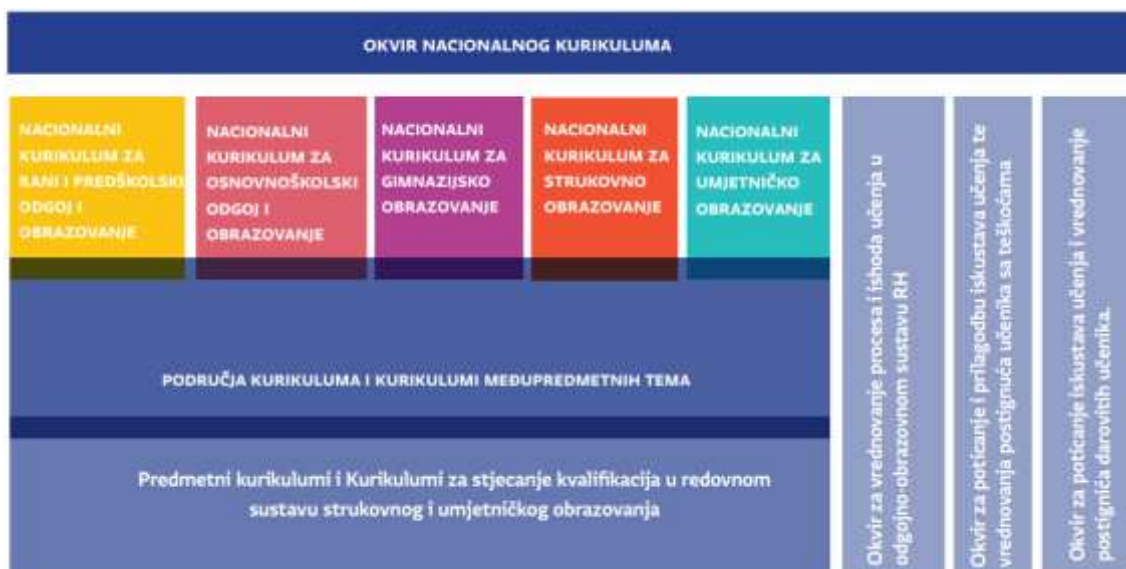 OKVIR NACIONALNOG KURIKULUMA
NACIONALNI
KURIKULUM ZA
RANI I PREDŠKOLSKI
ODGOJ I
OBRAZOVANJE
NACIONALNI
KURIKULUM ZA
OSNOVNOŠKOLSKI
ODGOJ I
OBRAZOVANJE
NACIONALNI
KURIKULUM ZA
GIMNAZIJSKO
OBRAZOVANJE
NACIONALNI
KURIKULUM ZA
STRUKOVNO
OBRAZOVANJE
NACIONALNI
KURIKULUM ZA
UMJETNIČKO
OBRAZOVANJE
PODRUČJA KURIKULUMA I KURIKULUMI MEĐUPREDMETNIH TEMA
Predmetni kurikulumi i Kurikulumi za stjecanje kvalifikacija u redovnom
sustavu strukovnog i umjetničkog obrazovanja
Okvir za vrednovanje procesa i ishoda učenja u
odgojno-obrazovnom sustavu RH
Okvir za poticanje i prilagodbu iskustava učenja te
vrednovanja postignuća učenika sa teškoćama
Okvir za poticanje iskustava učenja i vrednovanje
postignića darovitih učenika.